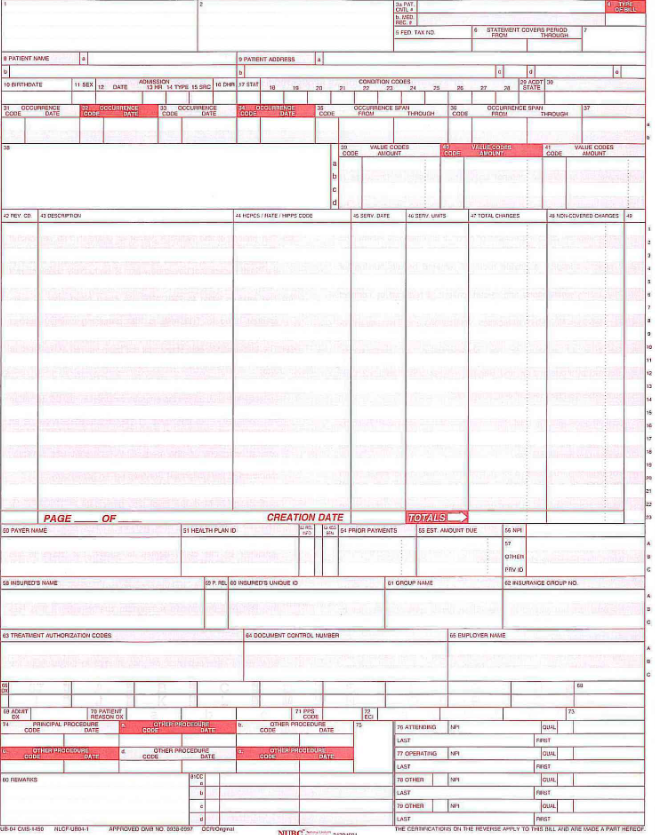 1
2
3a PAT. CNTL #
b. MED. REC. #
4 TYPE OF BILL
5 FED. TAX NO.
6 STATEMENT COVERS PERIOD FROM THROUGH
7
8 PATIENT NAME a
9 PATIENT ADDRESS a
b
b c d e
10 BIRTHDATE 11 SEX ADMISSION 12 DATE 13 HR 14 TYPE 15 SRC 16 DHR 17 STAT CONDITION CODES 18 19 20 21 22 23 24 25 26 27 28 29 ACDT STATE 30
31 OCCURRENCE CODE DATE 32 OCCURRENCE CODE DATE 33 OCCURRENCE CODE DATE 34 OCCURRENCE CODE DATE 35 OCCURRENCE SPAN CODE FROM THROUGH 36 OCCURRENCE SPAN CODE FROM THROUGH 37
a
b
38
39 VALUE CODES CODE AMOUNT 40 VALUE CODES CODE AMOUNT 41 VALUE CODES CODE AMOUNT
a
b
c
d
42 REV. CD. 43 DESCRIPTION 44 HCPCS / RATE / HIPPS CODE 45 SERV. DATE 46 SERV. UNITS 47 TOTAL CHARGES 48 NON-COVERED CHARGES 49
1
2
3
4
5
6
7
8
9
10
11
12
13
14
15
16
17
18
19
20
21
22
23
PAGE ____ OF ____ CREATION DATE TOTALS
50 PAYER NAME 51 HEALTH PLAN ID 52 REL. INFO 53 ASG. BEN. 54 PRIOR PAYMENTS 55 EST. AMOUNT DUE 56 NPI
57 A
OTHER B
PRV ID C
58 INSURED'S NAME 59 P. REL 60 INSURED'S UNIQUE ID 61 GROUP NAME 62 INSURANCE GROUP NO.
A
B
C
63 TREATMENT AUTHORIZATION CODES 64 DOCUMENT CONTROL NUMBER 65 EMPLOYER NAME
A
B
C
66 DX 68
69 ADMIT DX 70 PATIENT REASON DX 71 PPS CODE 72 ECI 73
74 PRINCIPAL PROCEDURE CODE DATE a. OTHER PROCEDURE CODE DATE b. OTHER PROCEDURE CODE DATE 75 76 ATTENDING NPI QUAL
LAST FIRST
c. OTHER PROCEDURE CODE DATE d. OTHER PROCEDURE CODE DATE e. OTHER PROCEDURE CODE DATE 77 OPERATING NPI QUAL
LAST FIRST
80 REMARKS 81CC a 78 OTHER NPI QUAL
b LAST FIRST
c 79 OTHER NPI QUAL
d LAST FIRST
UB-04 CMS-1450 APPROVED OMB NO. 0938-0997 OCR/Original NUBC THE CERTIFICATIONS ON THE REVERSE APPLY TO THIS BILL AND ARE MADE A PART HEREOF.